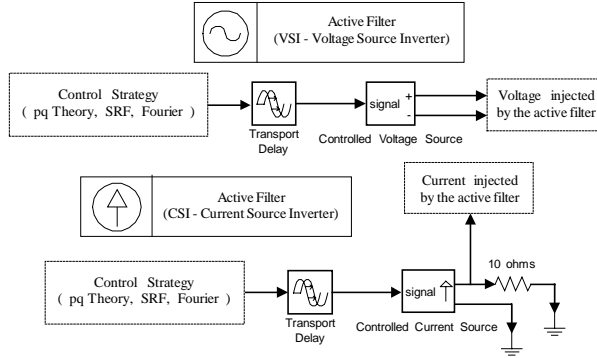 Active Filter
(VSI - Voltage Source Inverter)
Control Strategy
( pq Theory, SRF, Fourier )
Transport
Delay
signal
+
-
Controlled Voltage Source
Voltage injected
by the active filter
Active Filter
(CSI - Current Source Inverter)
Current injected
by the active filter
Control Strategy
( pq Theory, SRF, Fourier )
Transport
Delay
signal
Controlled Current Source
10 ohms